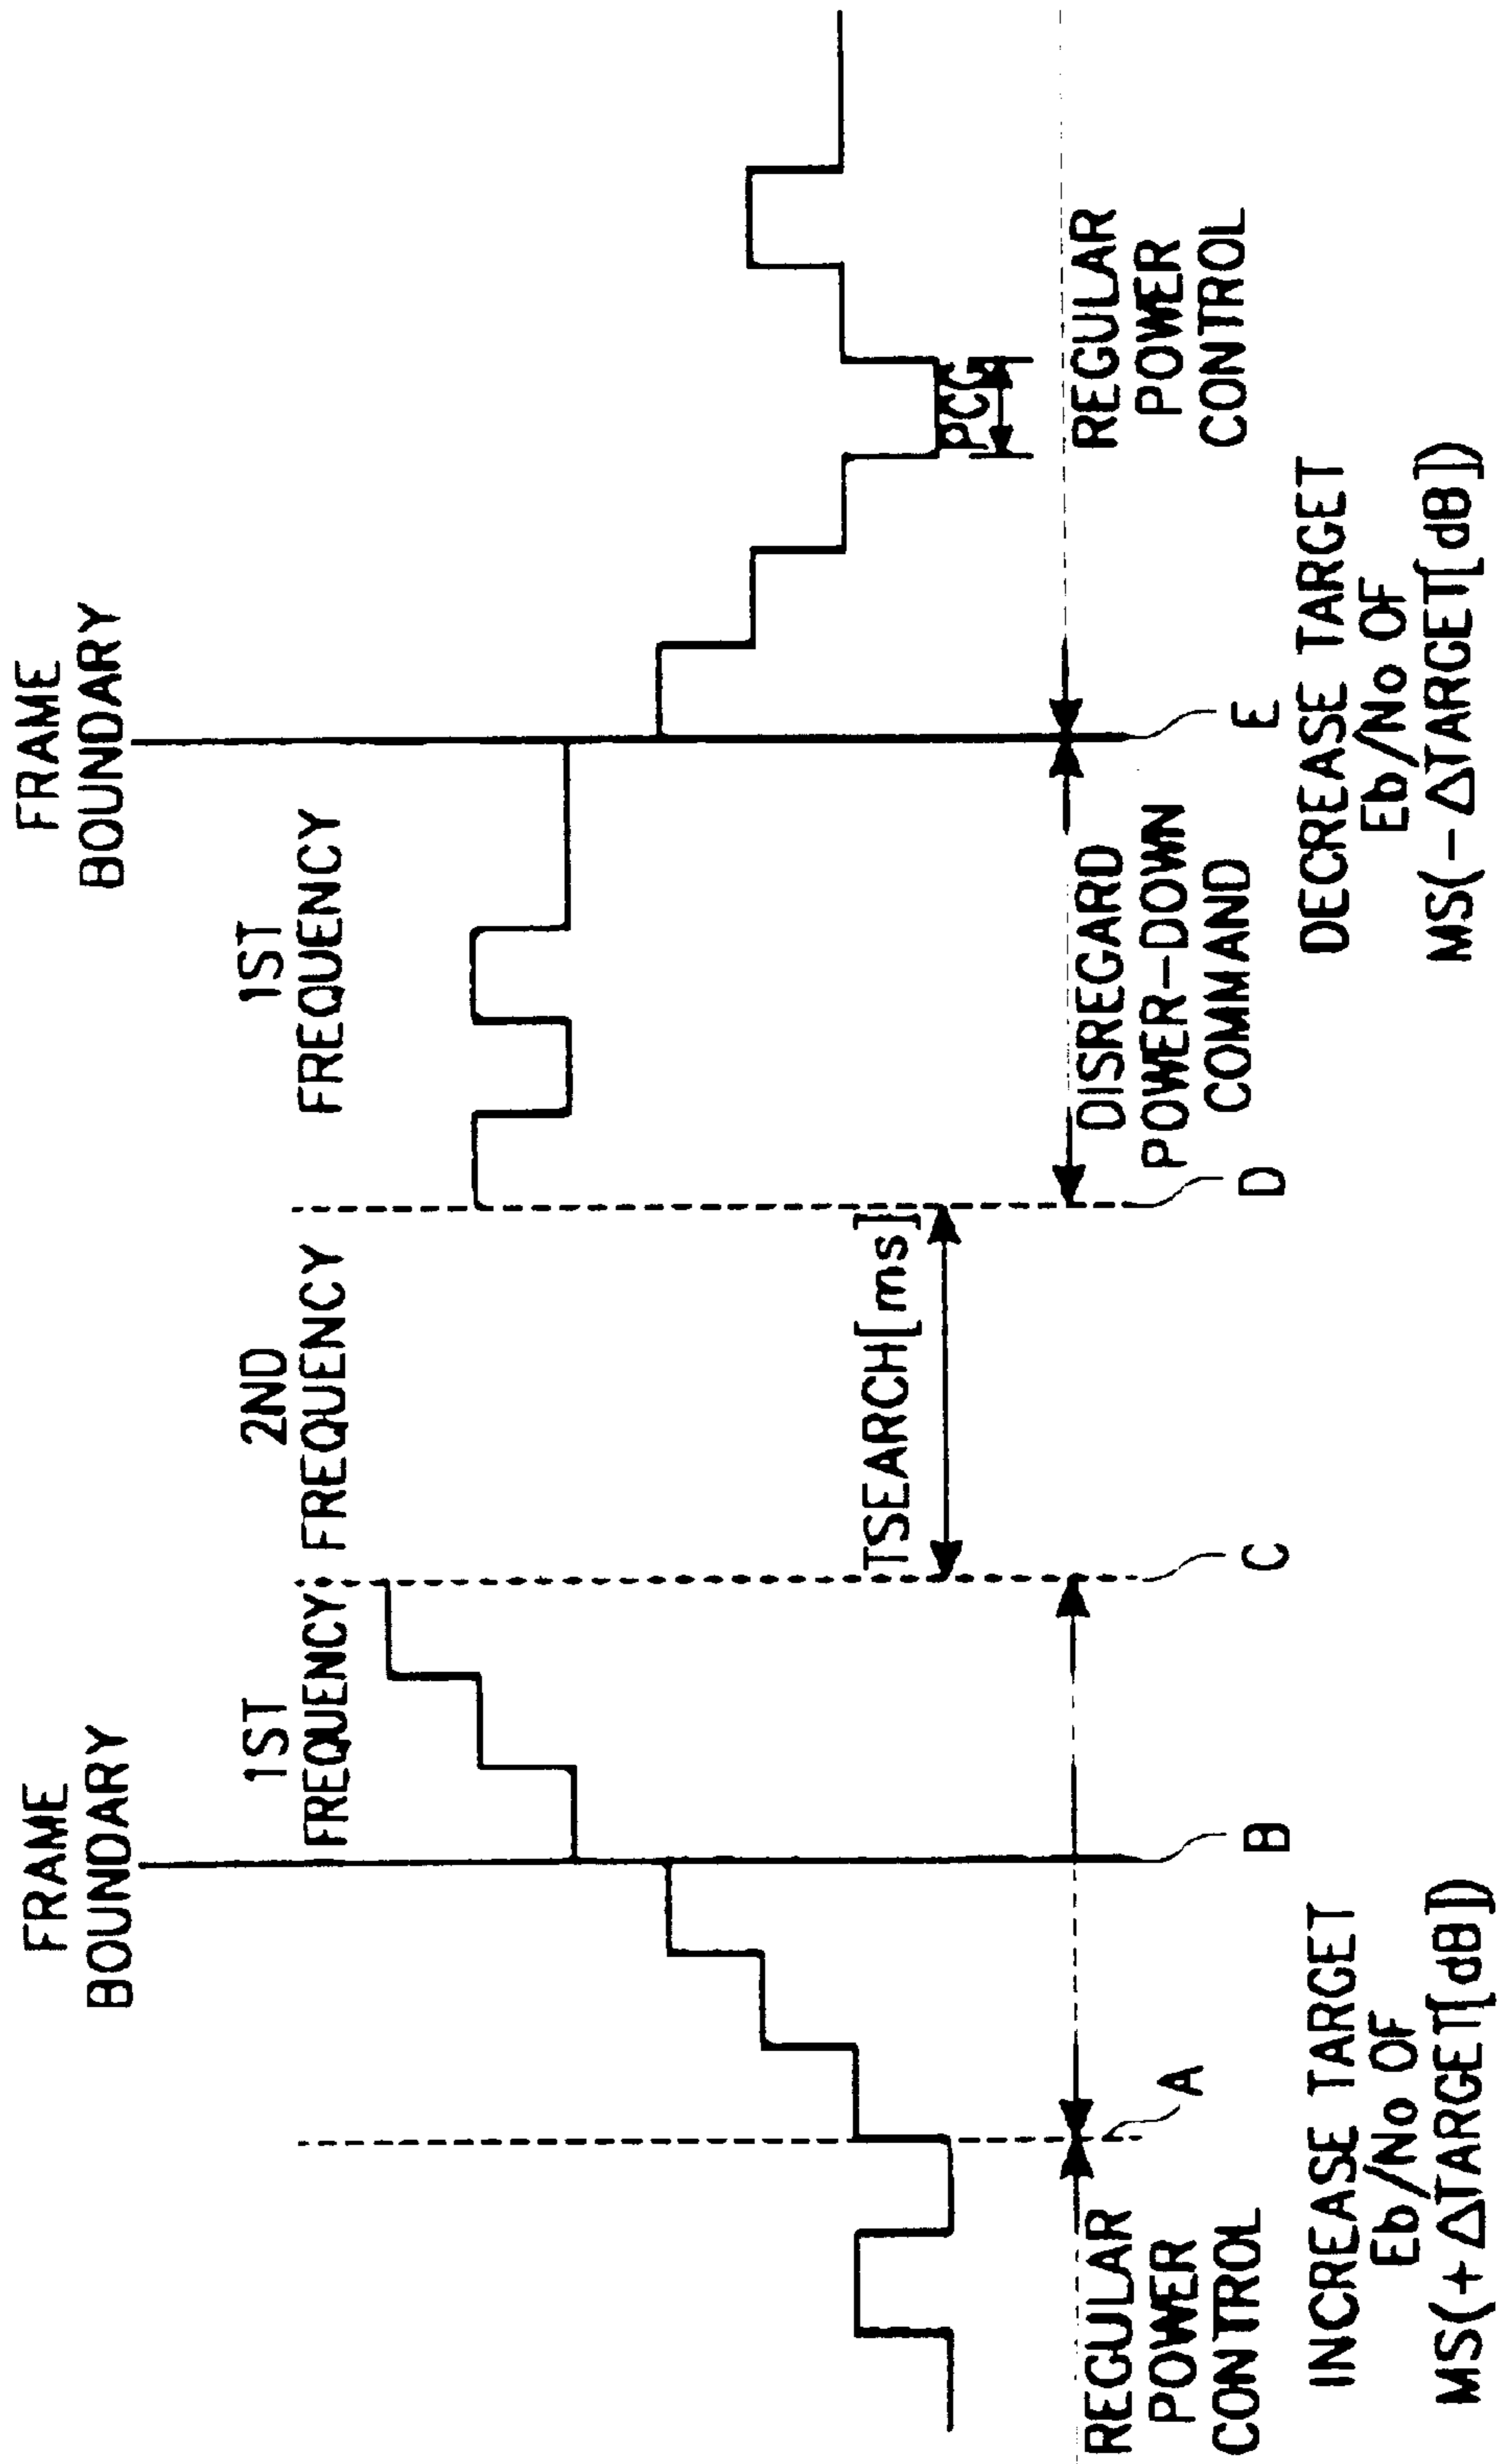 FRAME
BOUNDARY
FRAME
BOUNDARY
1ST
FREQUENCY
2ND
FREQUENCY
1ST
FREQUENCY
TSEARCH[ms]
PCG
REGULAR
POWER
CONTROL
A
B
C
D
DISREGARD
POWER-DOWN
COMMAND
E
REGULAR
POWER
CONTROL
INCREASE TARGET
Eb/No OF
MS(+ΔTARGET[dB])
DECREASE TARGET
Eb/No OF
MS(-ΔTARGET[dB])